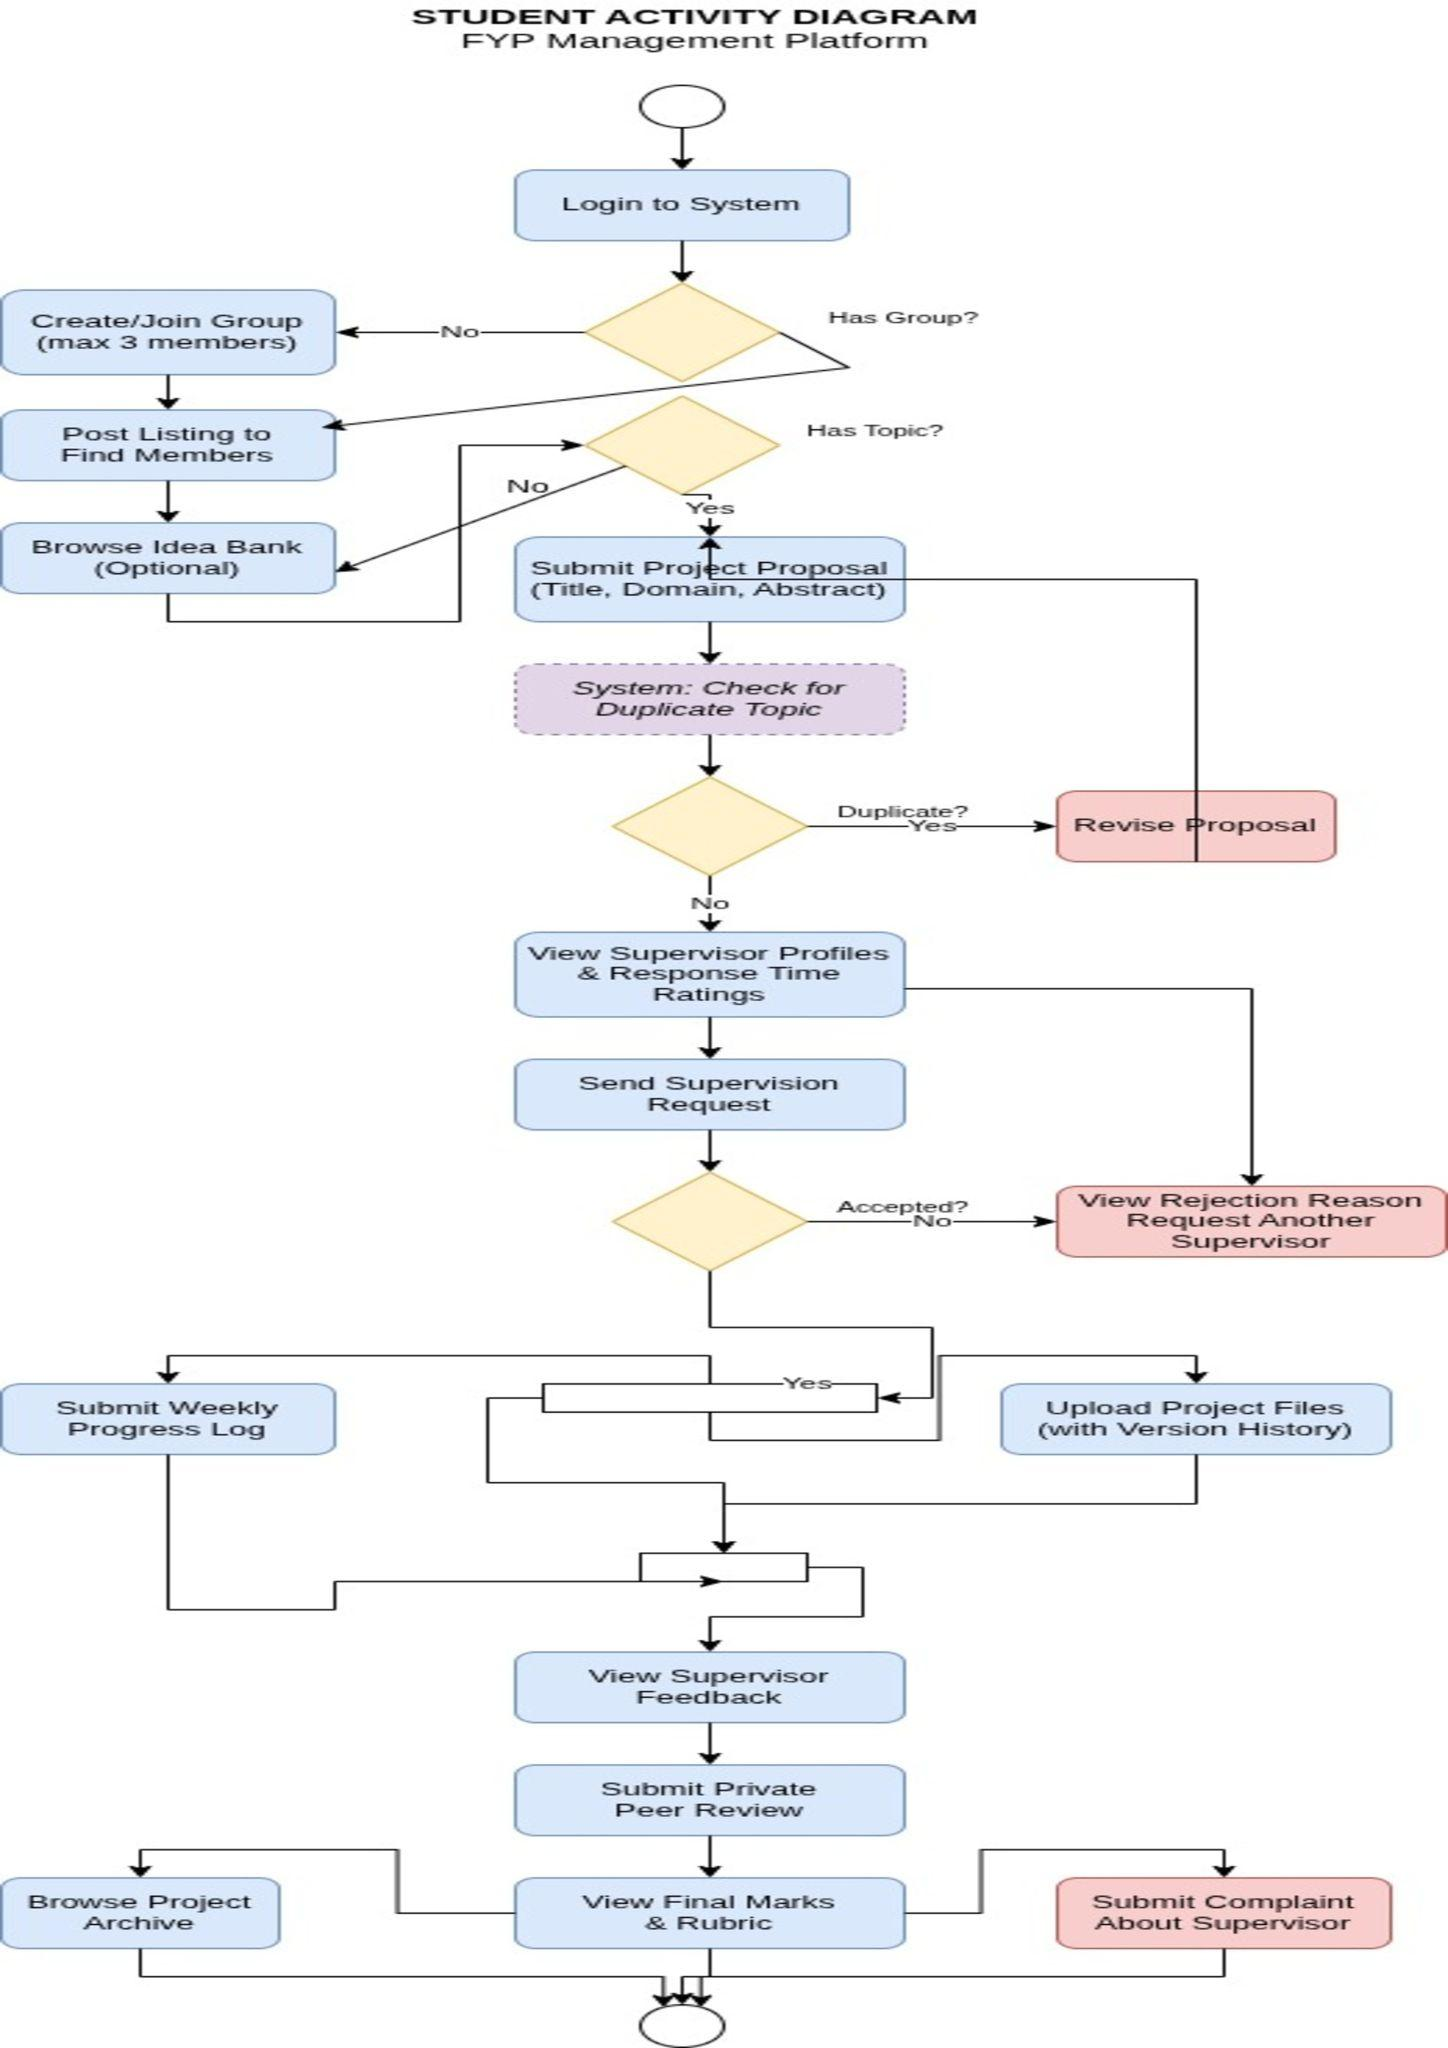 STUDENT ACTIVITY DIAGRAM
FYP Management Platform
Login to System
Has Group?
No
Create/Join Group
(max 3 members)
Post Listing to
Find Members
Has Topic?
No
Yes
Browse Idea Bank
(Optional)
Submit Project Proposal
(Title, Domain, Abstract)
System: Check for
Duplicate Topic
Duplicate?
Yes
Revise Proposal
No
View Supervisor Profiles
& Response Time
Ratings
Send Supervision
Request
Accepted?
No
View Rejection Reason
Request Another
Supervisor
Yes
Submit Weekly
Progress Log
Upload Project Files
(with Version History)
View Supervisor
Feedback
Submit Private
Peer Review
Browse Project
Archive
View Final Marks
& Rubric
Submit Complaint
About Supervisor